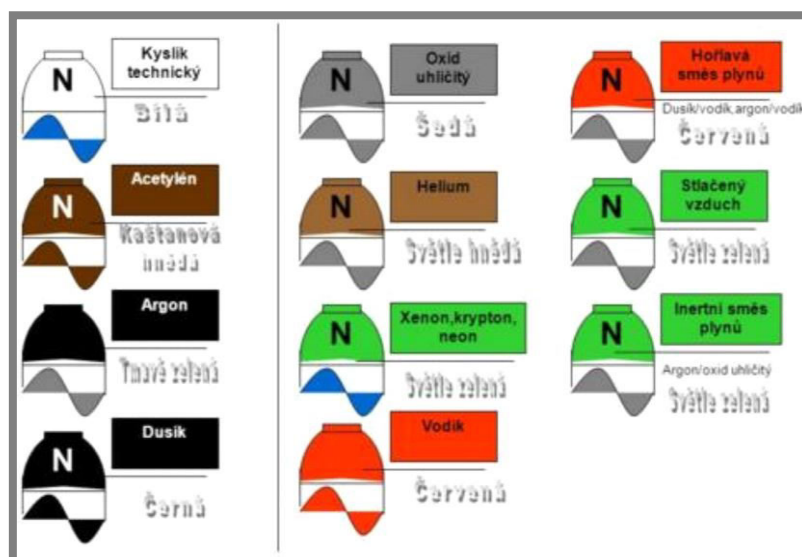 N
Kyslík
technický
Bílá
N
Acetylén
Kaštanová
hnědá
Argon
Tmavě zelená
N
Dusík
Černá
N
Oxid
uhličitý
Šedá
N
Helium
Světle hnědá
N
Xenon,krypton,
neon
Světle zelená
Vodík
Červená
N
Hořlavá
směs plynů
Dusík/vodík,argon/vodík
Červená
N
Stlačený
vzduch
Světle zelená
N
Inertní směs
plynů
Argon/oxid uhličitý
Světle zelená